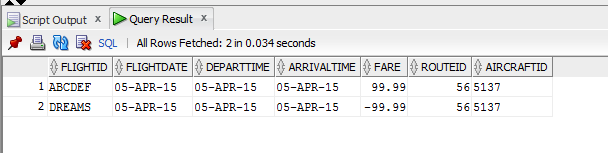 Script Output × Query Result ×
SQL | All Rows Fetched: 2 in 0.034 seconds
FLIGHTID FLIGHTDATE DEPARTTIME ARRIVALTIME FARE ROUTEID AIRCRAFTID
1 ABCDEF 05-APR-15 05-APR-15 05-APR-15 99.99 56 5137
2 DREAMS 05-APR-15 05-APR-15 05-APR-15 -99.99 56 5137